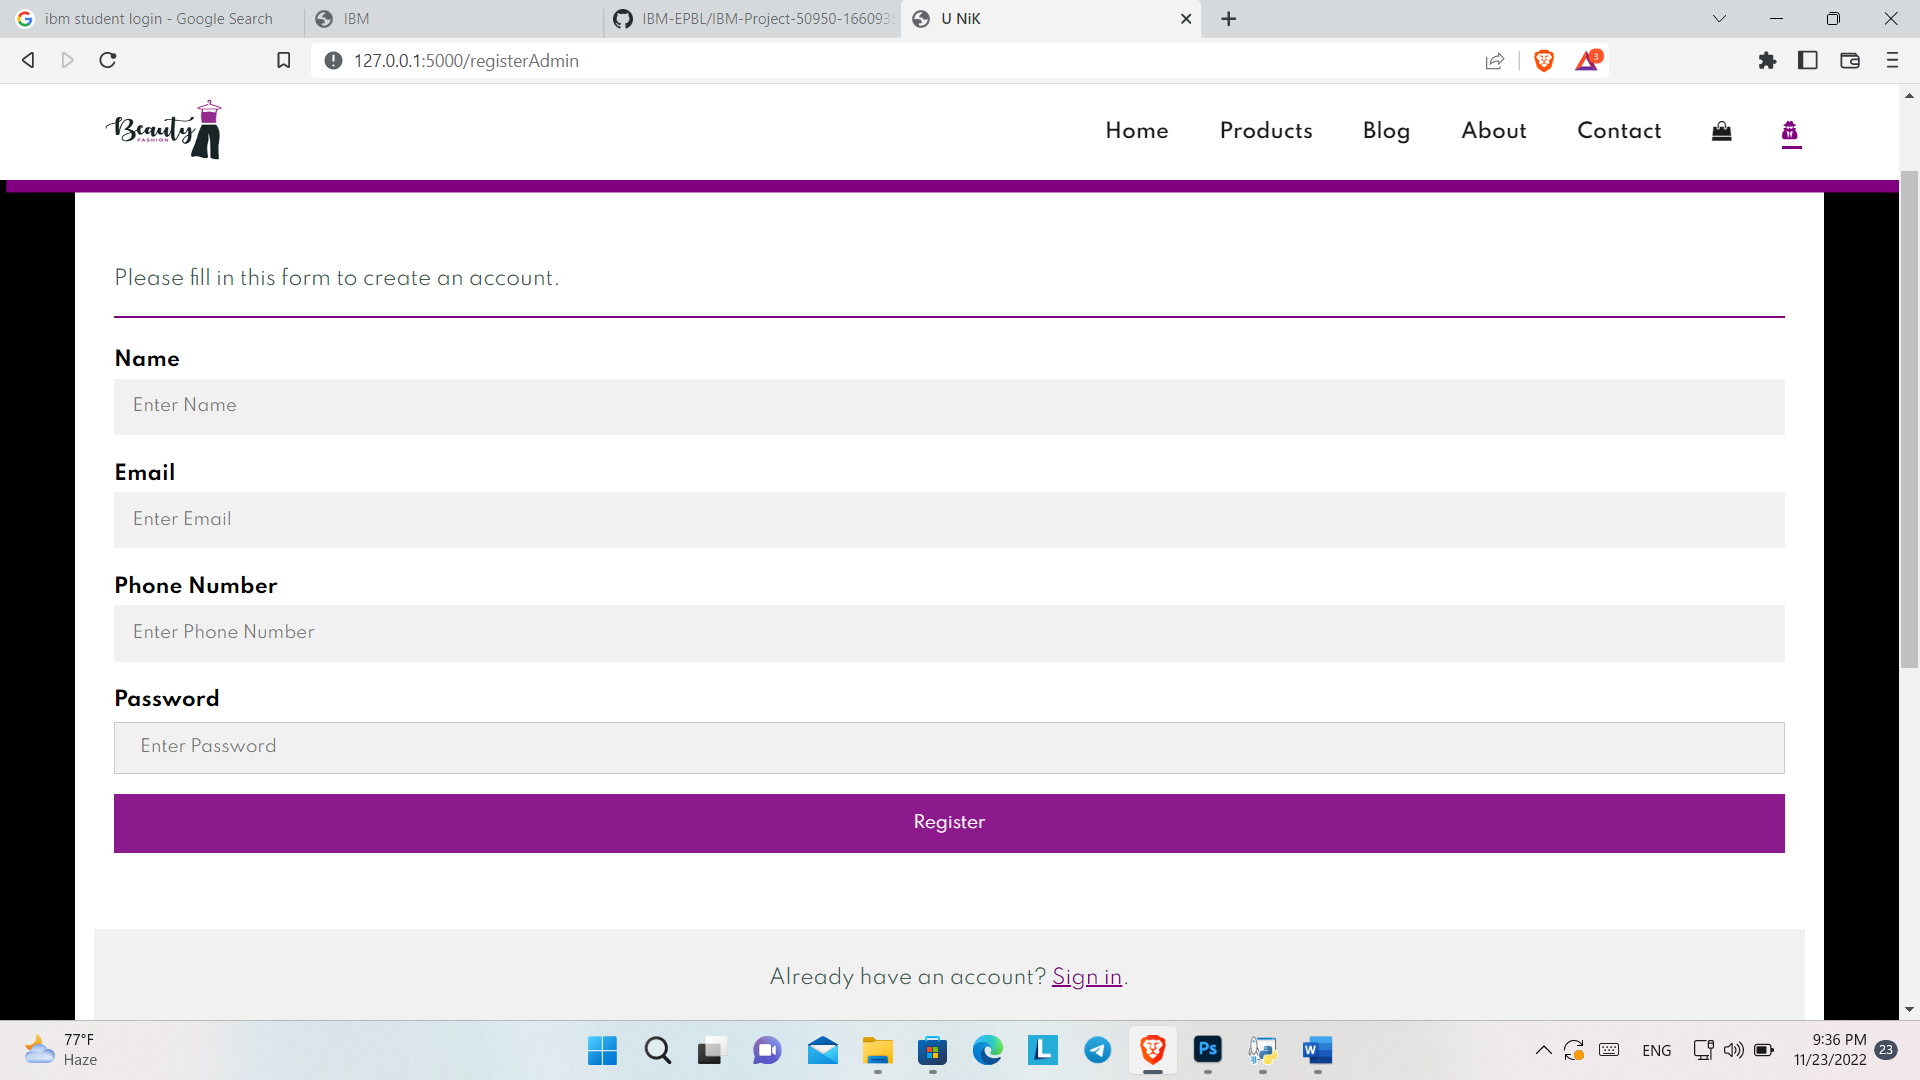 ibm student login - Google Search
IBM
IBM-EPBL/IBM-Project-50950-166093
U NiK
127.0.0.1:5000/registerAdmin
3
Beauty
FASHION
Home
Products
Blog
About
Contact
Please fill in this form to create an account.
Name
Enter Name
Email
Enter Email
Phone Number
Enter Phone Number
Password
Enter Password
Register
Already have an account? Sign in.
77°F
Haze
L
Ps
W
ENG
9:36 PM
11/23/2022
23